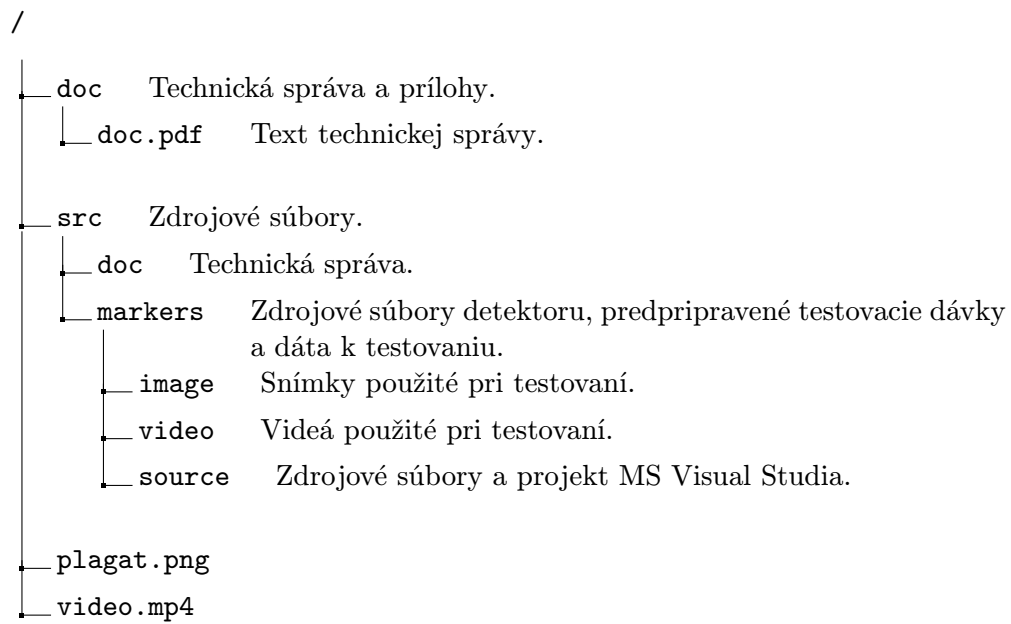 /
doc Technická správa a prílohy.
doc.pdf Text technickej správy.
src Zdrojové súbory.
doc Technická správa.
markers Zdrojové súbory detektoru, predpripravené testovacie dávky
a dáta k testovaniu.
image Snímky použité pri testovaní.
video Videá použité pri testovaní.
source Zdrojové súbory a projekt MS Visual Studia.
plagat.png
video.mp4